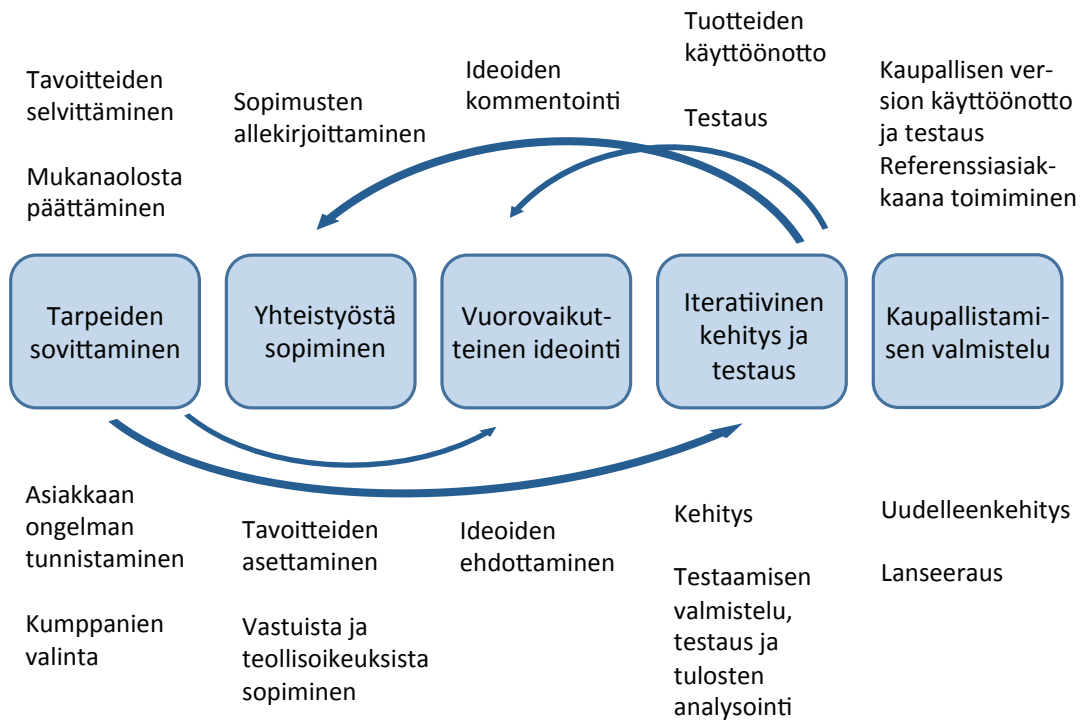 Tavoitteiden
selvittäminen
Mukanaolosta
päättäminen
Sopimusten
allekirjoittaminen
Ideoiden
kommentointi
Tuotteiden
käyttöönotto
Testaus
Kaupallisen ver-
sion käyttöönotto
ja testaus
Referenssiasiak-
kaana toimiminen
Tarpeiden
sovittaminen
Yhteistyöstä
sopiminen
Vuorovaikut-
teinen ideointi
Iteratiivinen
kehitys ja
testaus
Kaupallistami-
sen valmistelu
Asiakkaan
ongelman
tunnistaminen
Kumppanien
valinta
Tavoitteiden
asettaminen
Vastuista ja
teollisoikeuksista
sopiminen
Ideoiden
ehdottaminen
Kehitys
Testaamisen
valmistelu,
testaus ja
tulosten
analysointi
Uudelleenkehitys
Lanseeraus